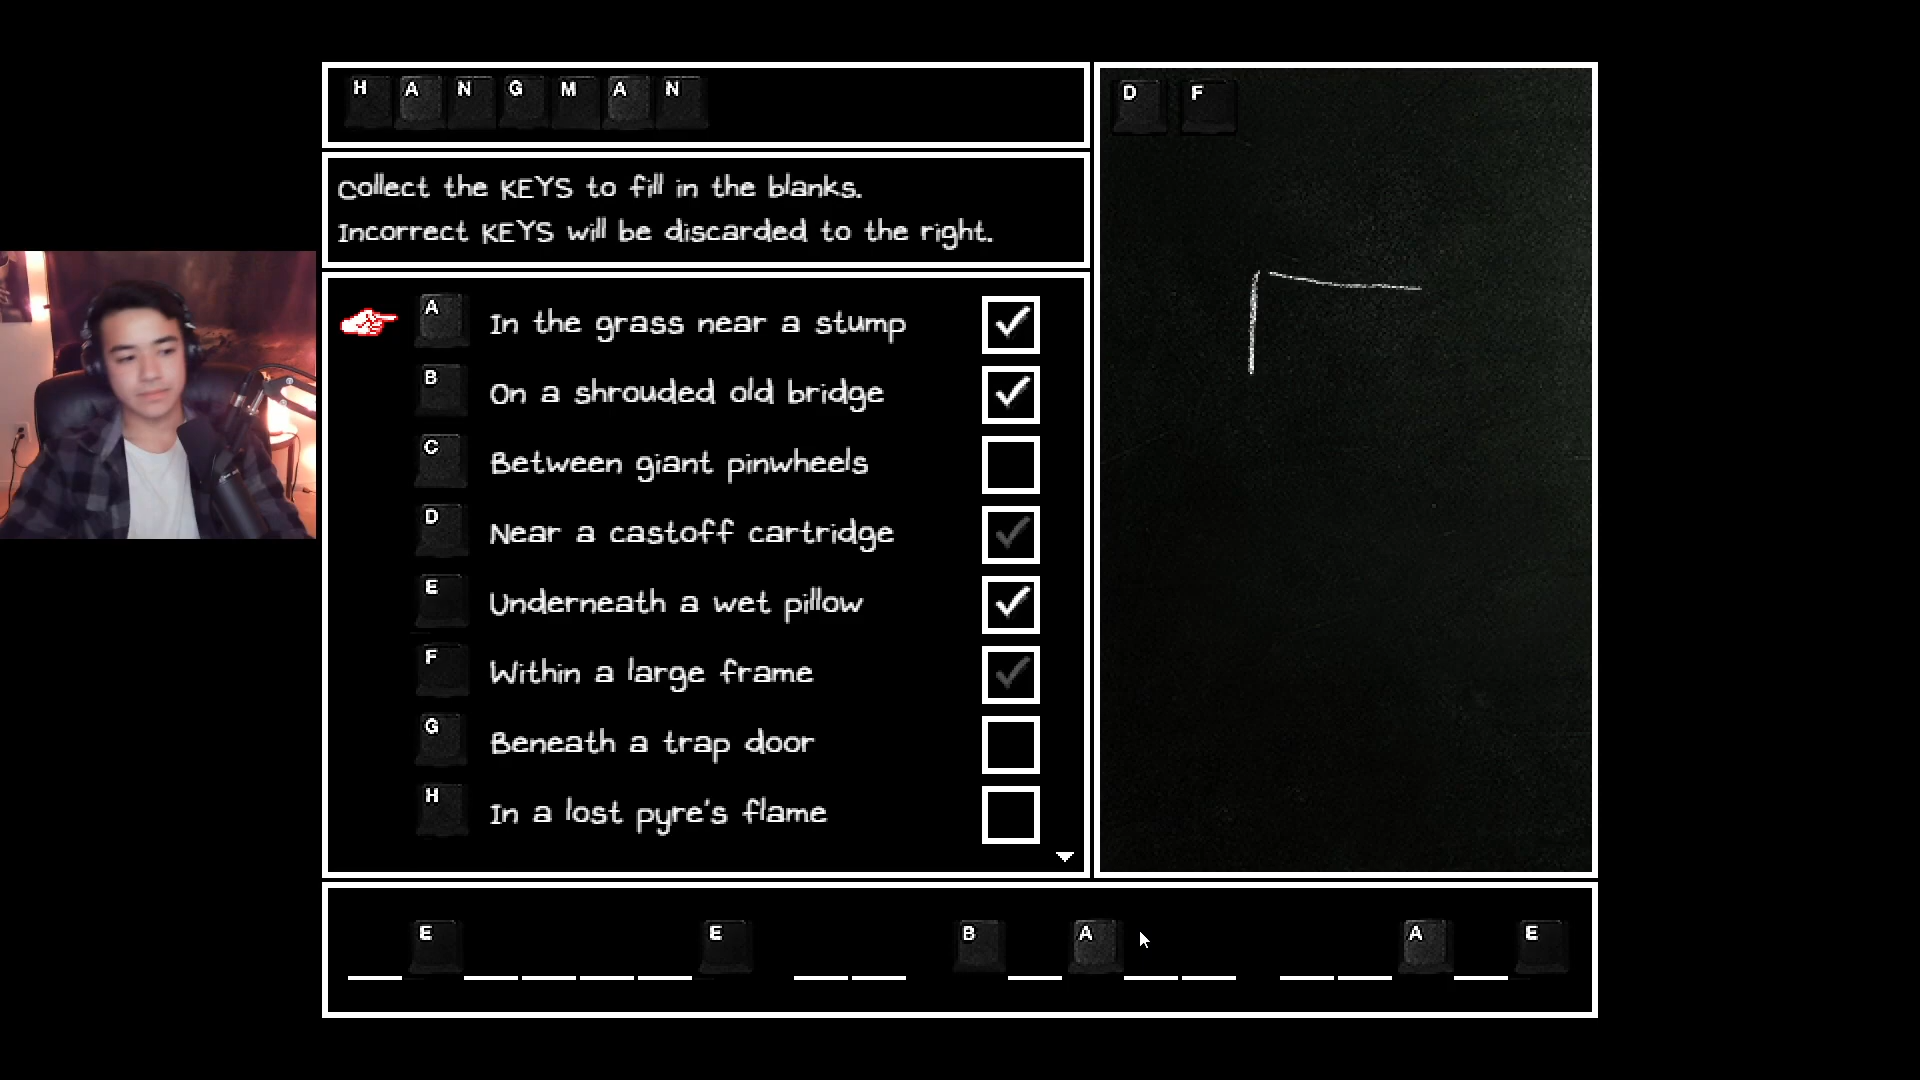 H A N G M A N
D F
Collect the KEYS to fill in the blanks.
Incorrect KEYS will be discarded to the right.
A In the grass near a stump
B On a shrouded old bridge
C Between giant pinwheels
D Near a castoff cartridge
E Underneath a wet pillow
F Within a large frame
G Beneath a trap door
H In a lost pyre's flame
E E B A A E